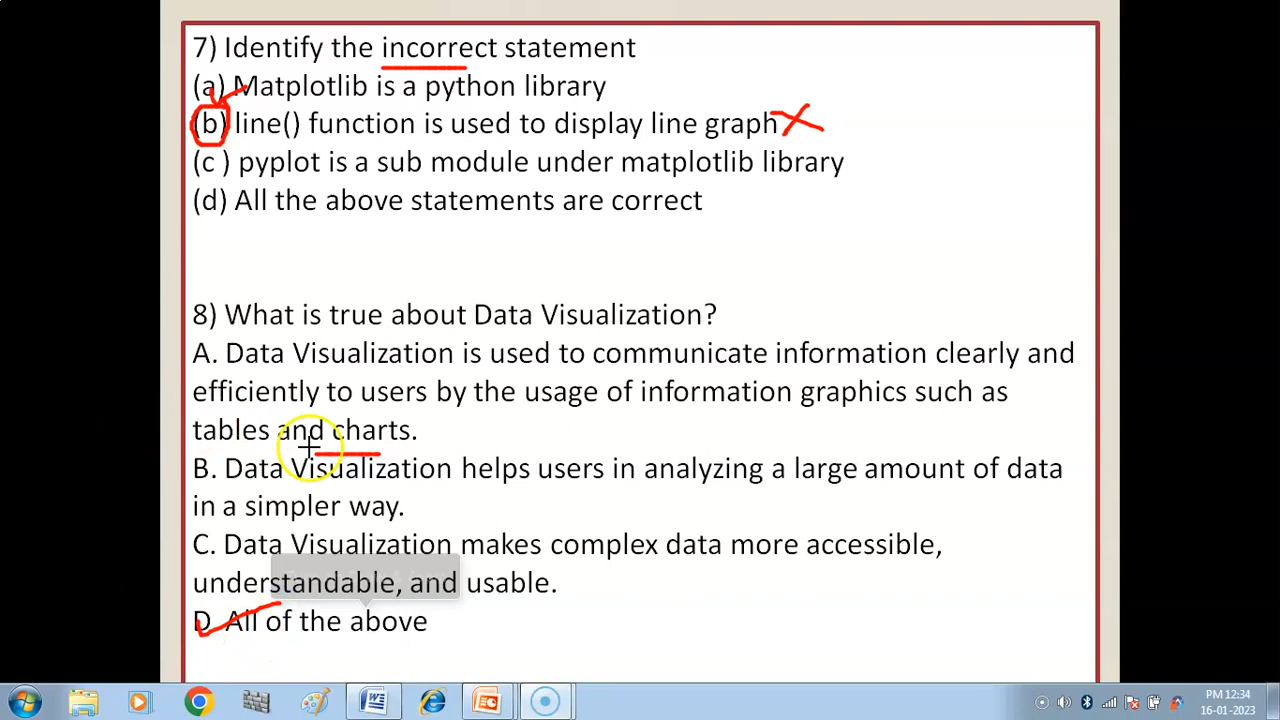 7) Identify the incorrect statement
(a) Matplotlib is a python library
(b) line() function is used to display line graph
(c ) pyplot is a sub module under matplotlib library
(d) All the above statements are correct
8) What is true about Data Visualization?
A. Data Visualization is used to communicate information clearly and
efficiently to users by the usage of information graphics such as
tables and charts.
B. Data Visualization helps users in analyzing a large amount of data
in a simpler way.
C. Data Visualization makes complex data more accessible,
understandable, and usable.
D. All of the above
PM 12:34
16-01-2023